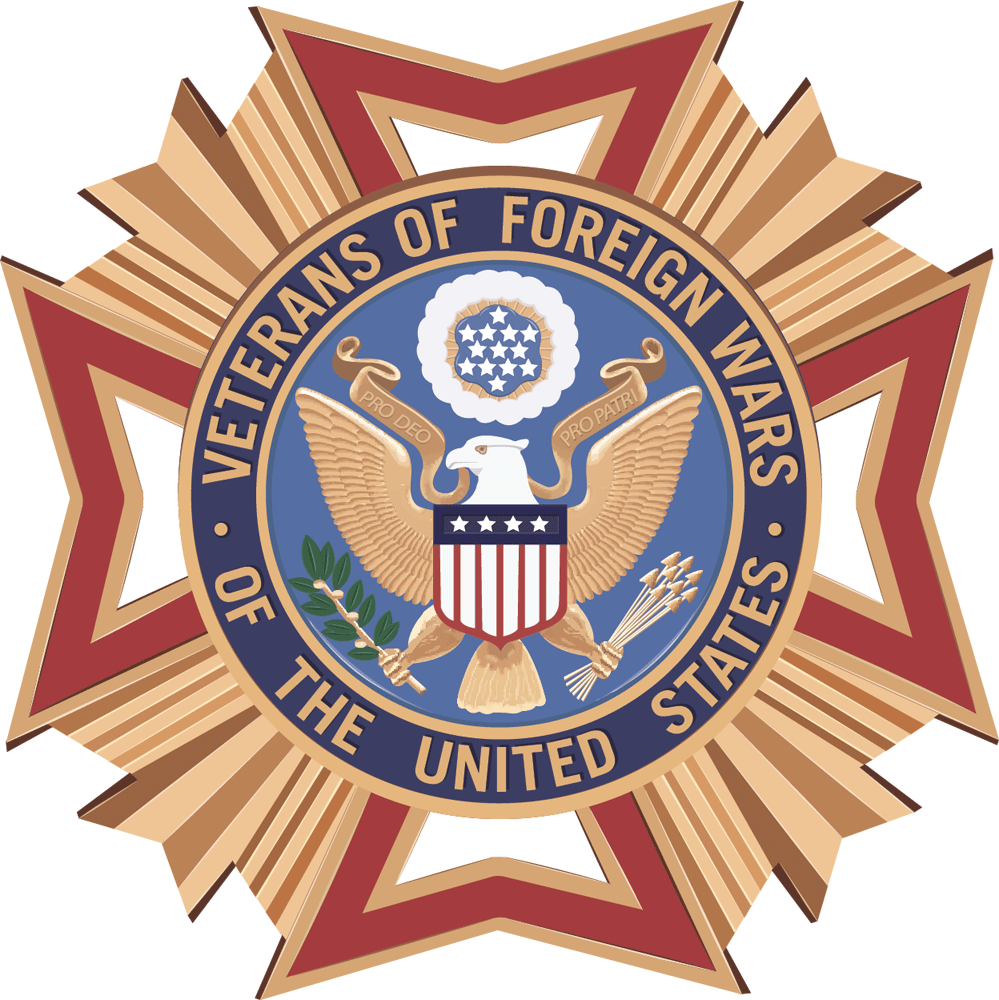 VETERANS OF FOREIGN WARS
OF THE UNITED STATES
PRO DEO
PRO PATRI